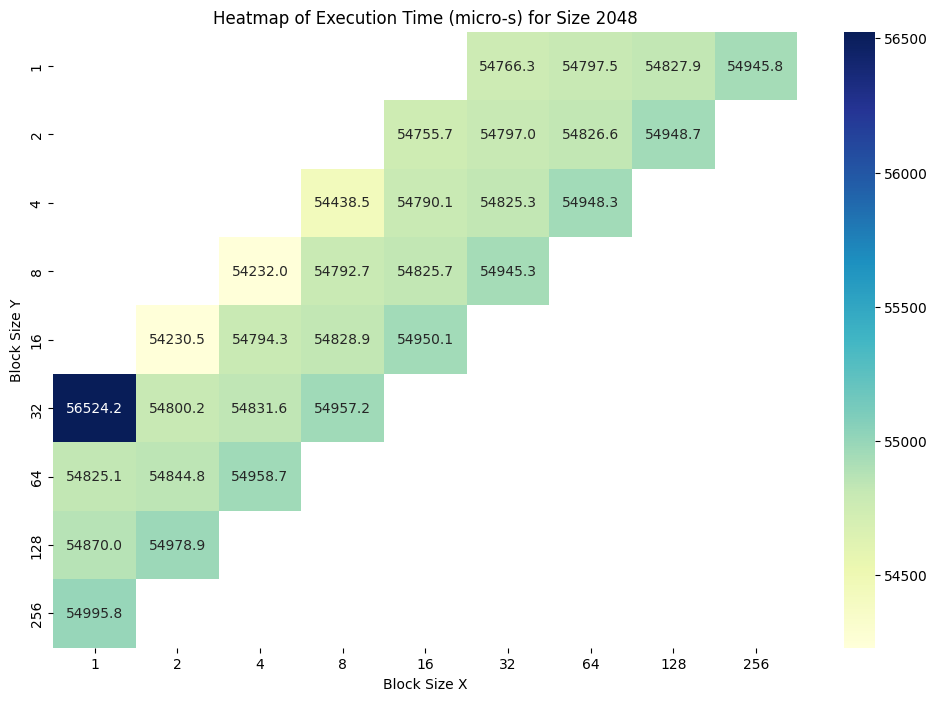 Heatmap of Execution Time (micro-s) for Size 2048
1 54766.3 54797.5 54827.9 54945.8
2 54755.7 54797.0 54826.6 54948.7
4 54438.5 54790.1 54825.3 54948.3
8 54232.0 54792.7 54825.7 54945.3
16 54230.5 54794.3 54828.9 54950.1
32 56524.2 54800.2 54831.6 54957.2
64 54825.1 54844.8 54958.7
128 54870.0 54978.9
256 54995.8
Block Size Y
1 2 4 8 16 32 64 128 256
Block Size X
56500
56000
55500
55000
54500